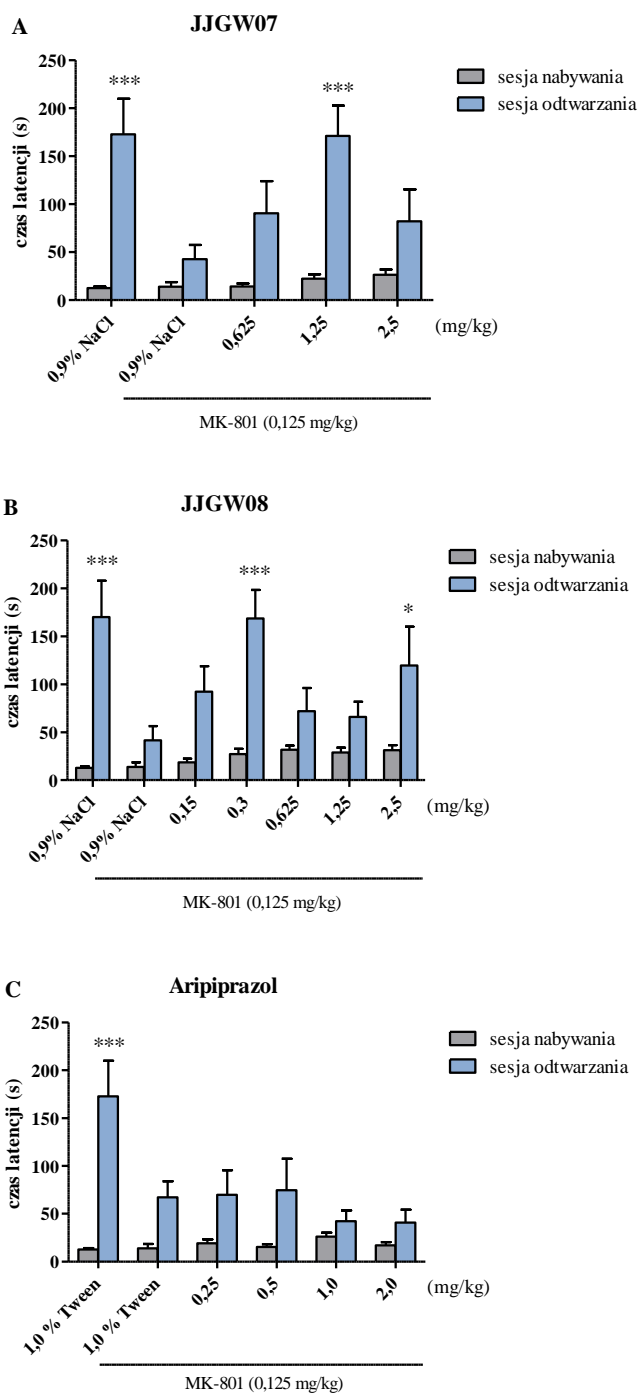 A
JJGW07
sesja nabywania
sesja odtwarzania
czas latencji (s)
250
200
150
100
50
0
***
***
0,9% NaCl
0,9% NaCl
0,625
1,25
2,5
(mg/kg)
MK-801 (0,125 mg/kg)
B
JJGW08
sesja nabywania
sesja odtwarzania
czas latencji (s)
250
200
150
100
50
0
***
***
*
0,9% NaCl
0,9% NaCl
0,15
0,3
0,625
1,25
2,5
(mg/kg)
MK-801 (0,125 mg/kg)
C
Aripiprazol
sesja nabywania
sesja odtwarzania
czas latencji (s)
250
200
150
100
50
0
***
1,0 % Tween
1,0 % Tween
0,25
0,5
1,0
2,0
(mg/kg)
MK-801 (0,125 mg/kg)